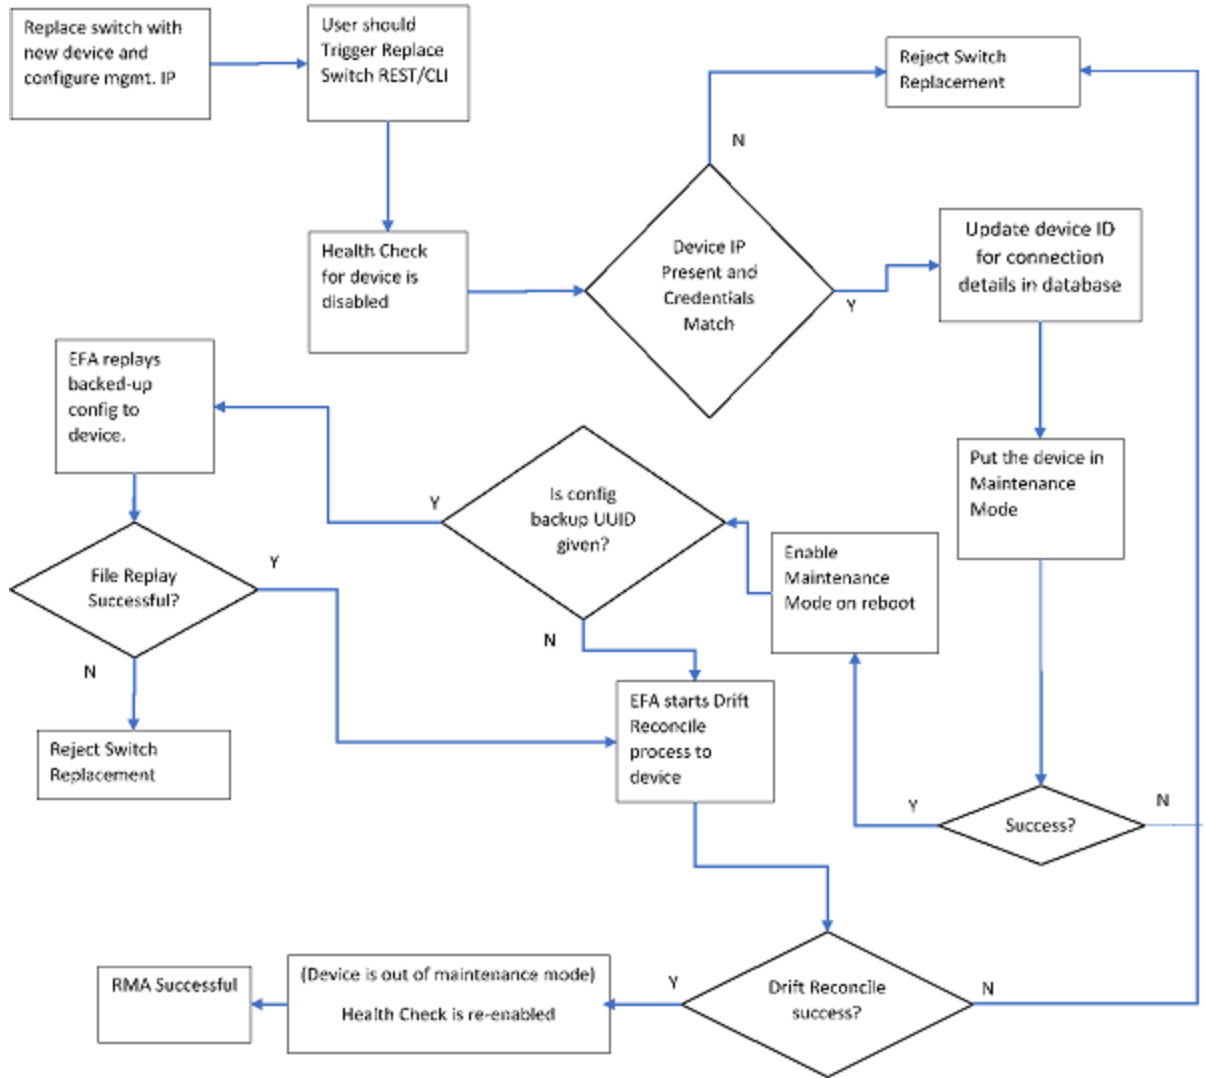 Replace switch with
new device and
configure mgmt. IP
User should
Trigger Replace
Switch REST/CLI
Reject Switch
Replacement
N
Health Check
for device is
disabled
Device IP
Present and
Credentials
Match
Y
Update device ID
for connection
details in database
EFA replays
backed-up
config to
device.
Y
Is config
backup UUID
given?
N
Put the device in
Maintenance
Mode
Enable
Maintenance
Mode on reboot
File Replay
Successful?
Y
N
Reject Switch
Replacement
EFA starts Drift
Reconcile
process to
device
Y
Success?
N
RMA Successful
(Device is out of maintenance mode)
Health Check is re-enabled
Y
Drift Reconcile
success?
N